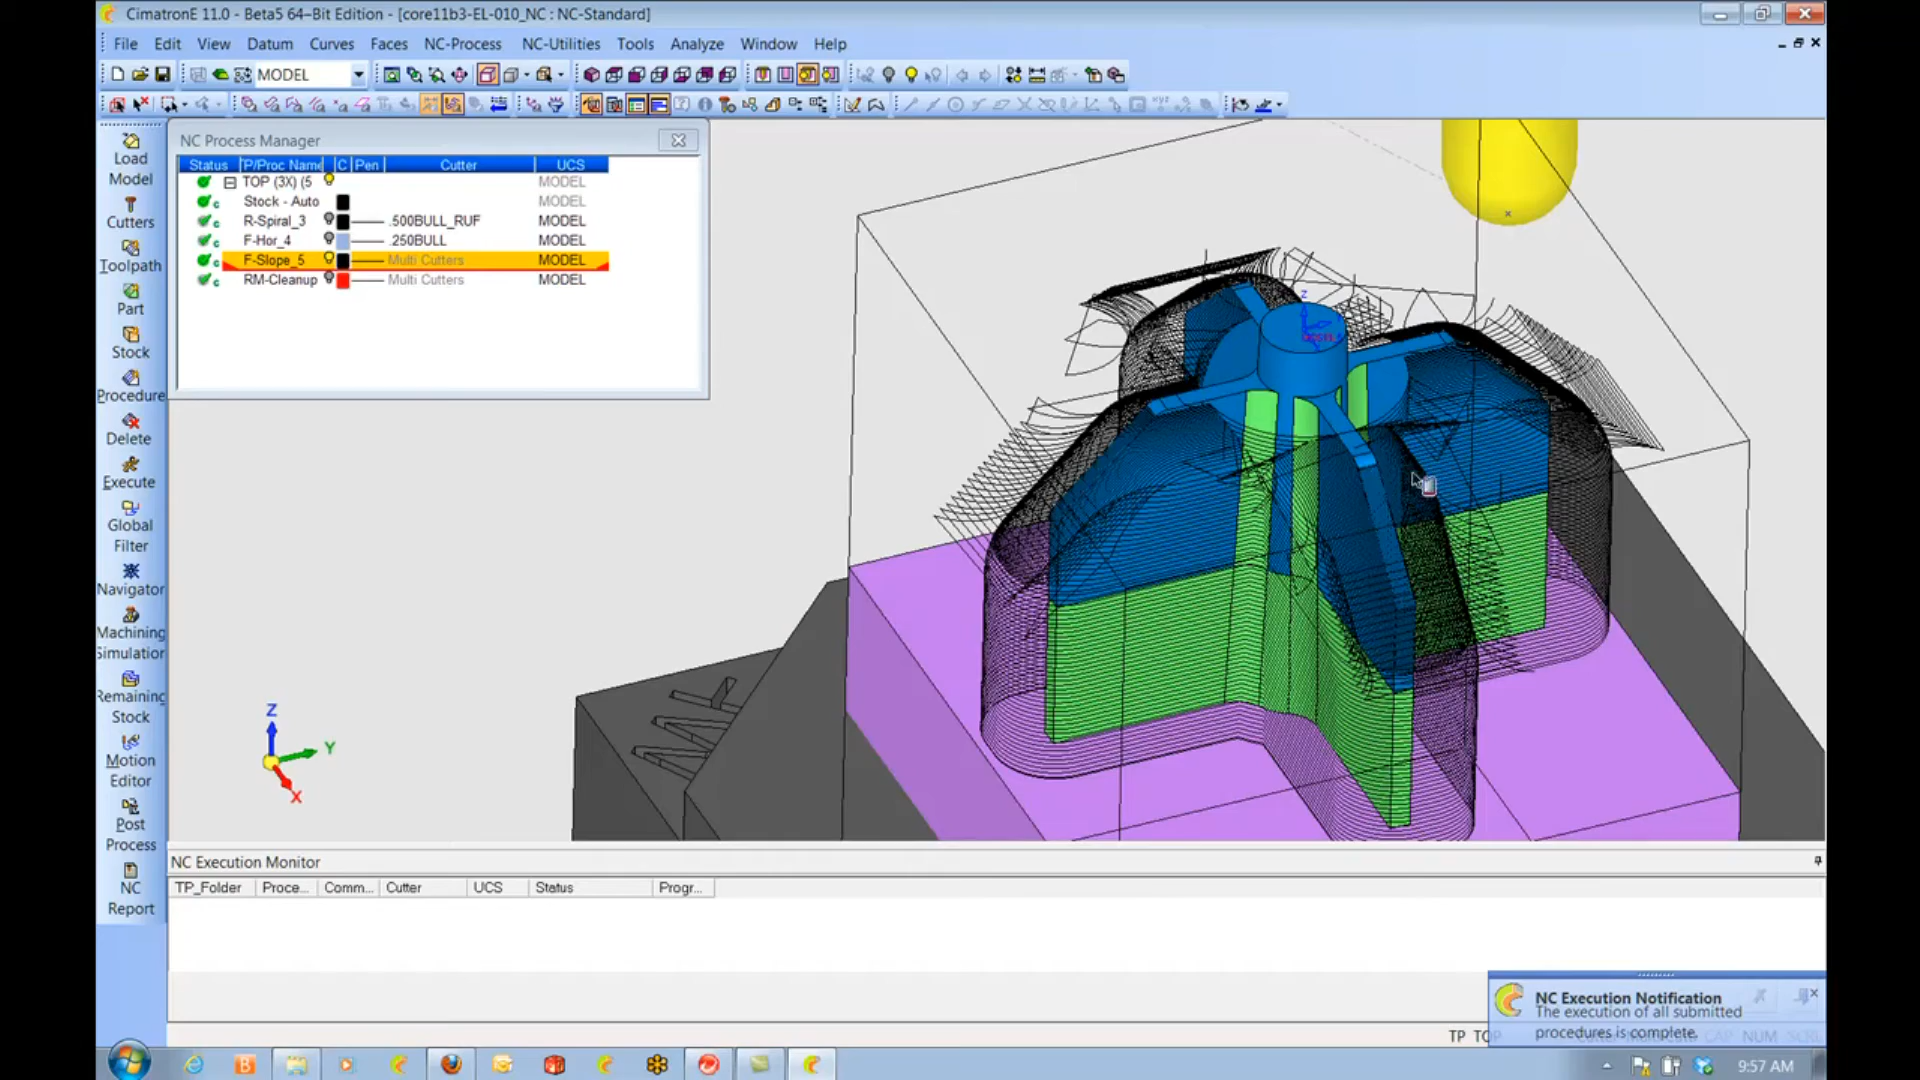 CimatronE 11.0 - Beta5 64-Bit Edition - [core11b3-EL-010_NC : NC-Standard]
File Edit View Datum Curves Faces NC-Process NC-Utilities Tools Analyze Window Help
MODEL
Load Model
Cutters
Toolpath
Part
Stock
Procedure
Delete
Execute
Global Filter
Navigator
Machining Simulation
Remaining Stock
Motion Editor
Post Process
NC Report
NC Process Manager
Status TP/Proc Name C Pen Cutter UCS
TOP (3X) (5 MODEL
Stock - Auto MODEL
R-Spiral_3 .500BULL_RUF MODEL
F-Hor_4 .250BULL MODEL
F-Slope_5 Multi Cutters MODEL
RM-Cleanup Multi Cutters MODEL
Z
Z
Y
X
NC Execution Monitor
TP_Folder Proce... Comm... Cutter UCS Status Progr...
NC Execution Notification
The execution of all submitted
procedures is complete.
TP CAP NUM SCRL
9:57 AM